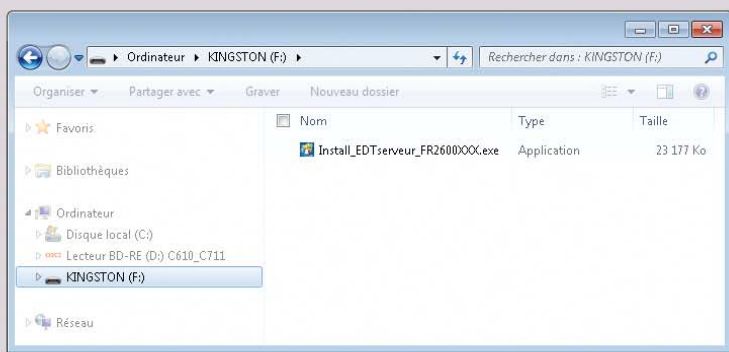 Ordinateur KINGSTON (F:) Rechercher dans : KINGSTON (F:)
Organiser Partager avec Graver Nouveau dossier
Favoris
Bibliothèques
Ordinateur
Disque local (C:)
Lecteur BD-RE (D:) C610_C711
KINGSTON (F:)
Réseau
Nom Type Taille
Install_EDTserveur_FR2600XXX.exe Application 23 177 Ko